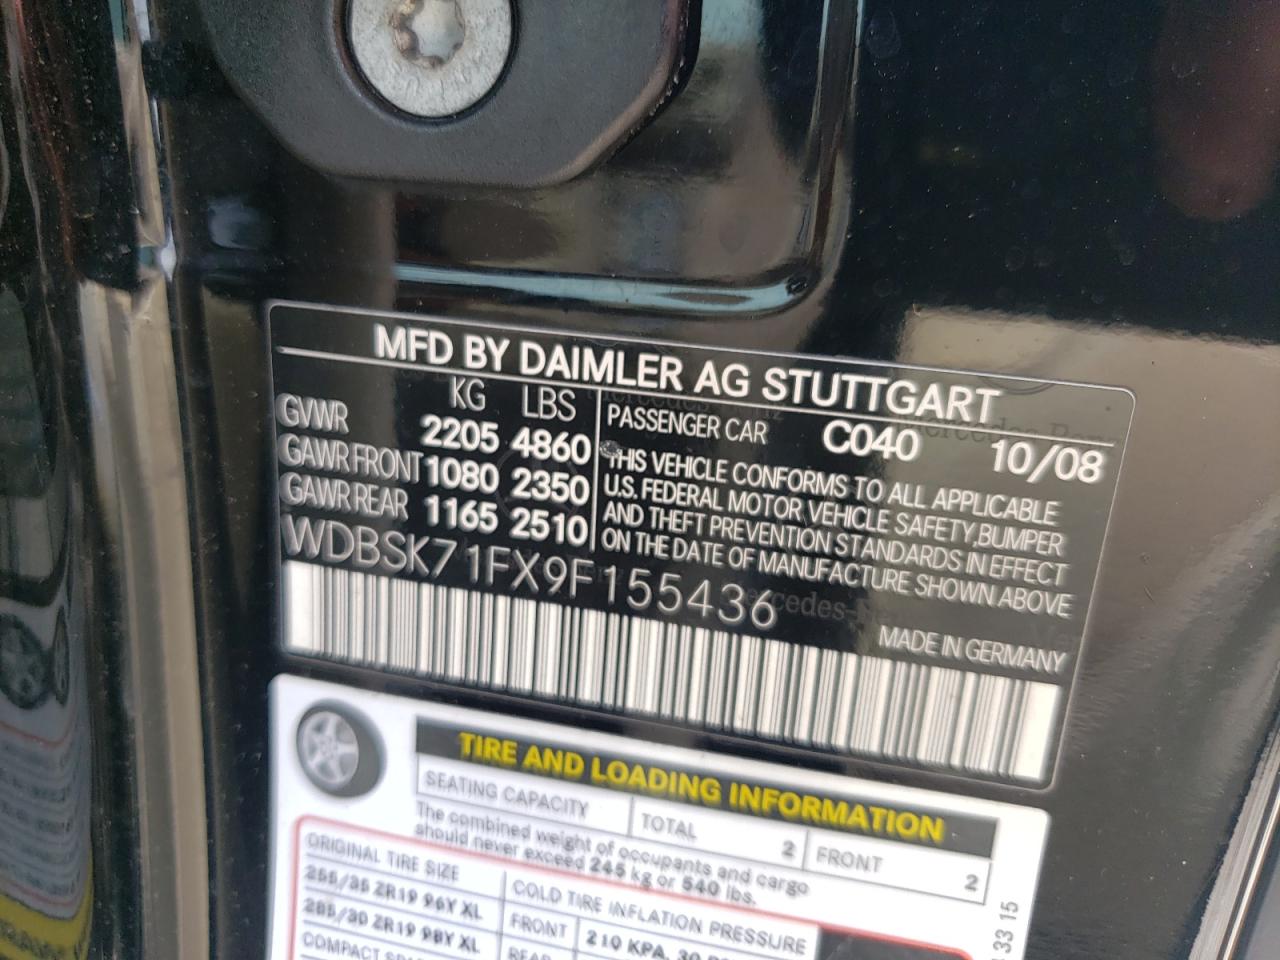 MFD BY DAIMLER AG STUTTGART
KG LBS
GVWR 2205 4860
GAWR FRONT 1080 2350
GAWR REAR 1165 2510
PASSENGER CAR C040 10/08
THIS VEHICLE CONFORMS TO ALL APPLICABLE
U.S. FEDERAL MOTOR VEHICLE SAFETY,BUMPER
AND THEFT PREVENTION STANDARDS IN EFFECT
ON THE DATE OF MANUFACTURE SHOWN ABOVE
WDBSK71FX9F155436
MADE IN GERMANY
TIRE AND LOADING INFORMATION
SEATING CAPACITY TOTAL 2 FRONT 2
The combined weight of occupants and cargo
should never exceed 245 kg or 540 lbs.
ORIGINAL TIRE SIZE
255/35 ZR19 96Y XL
285/30 ZR19 98Y XL
COLD TIRE INFLATION PRESSURE
FRONT 210 KPA, 30
REAR
COMPACT
33 15